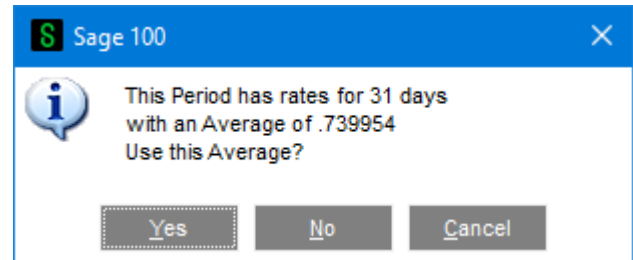 S Sage 100
This Period has rates for 31 days
with an Average of .739954
Use this Average?
Yes No Cancel